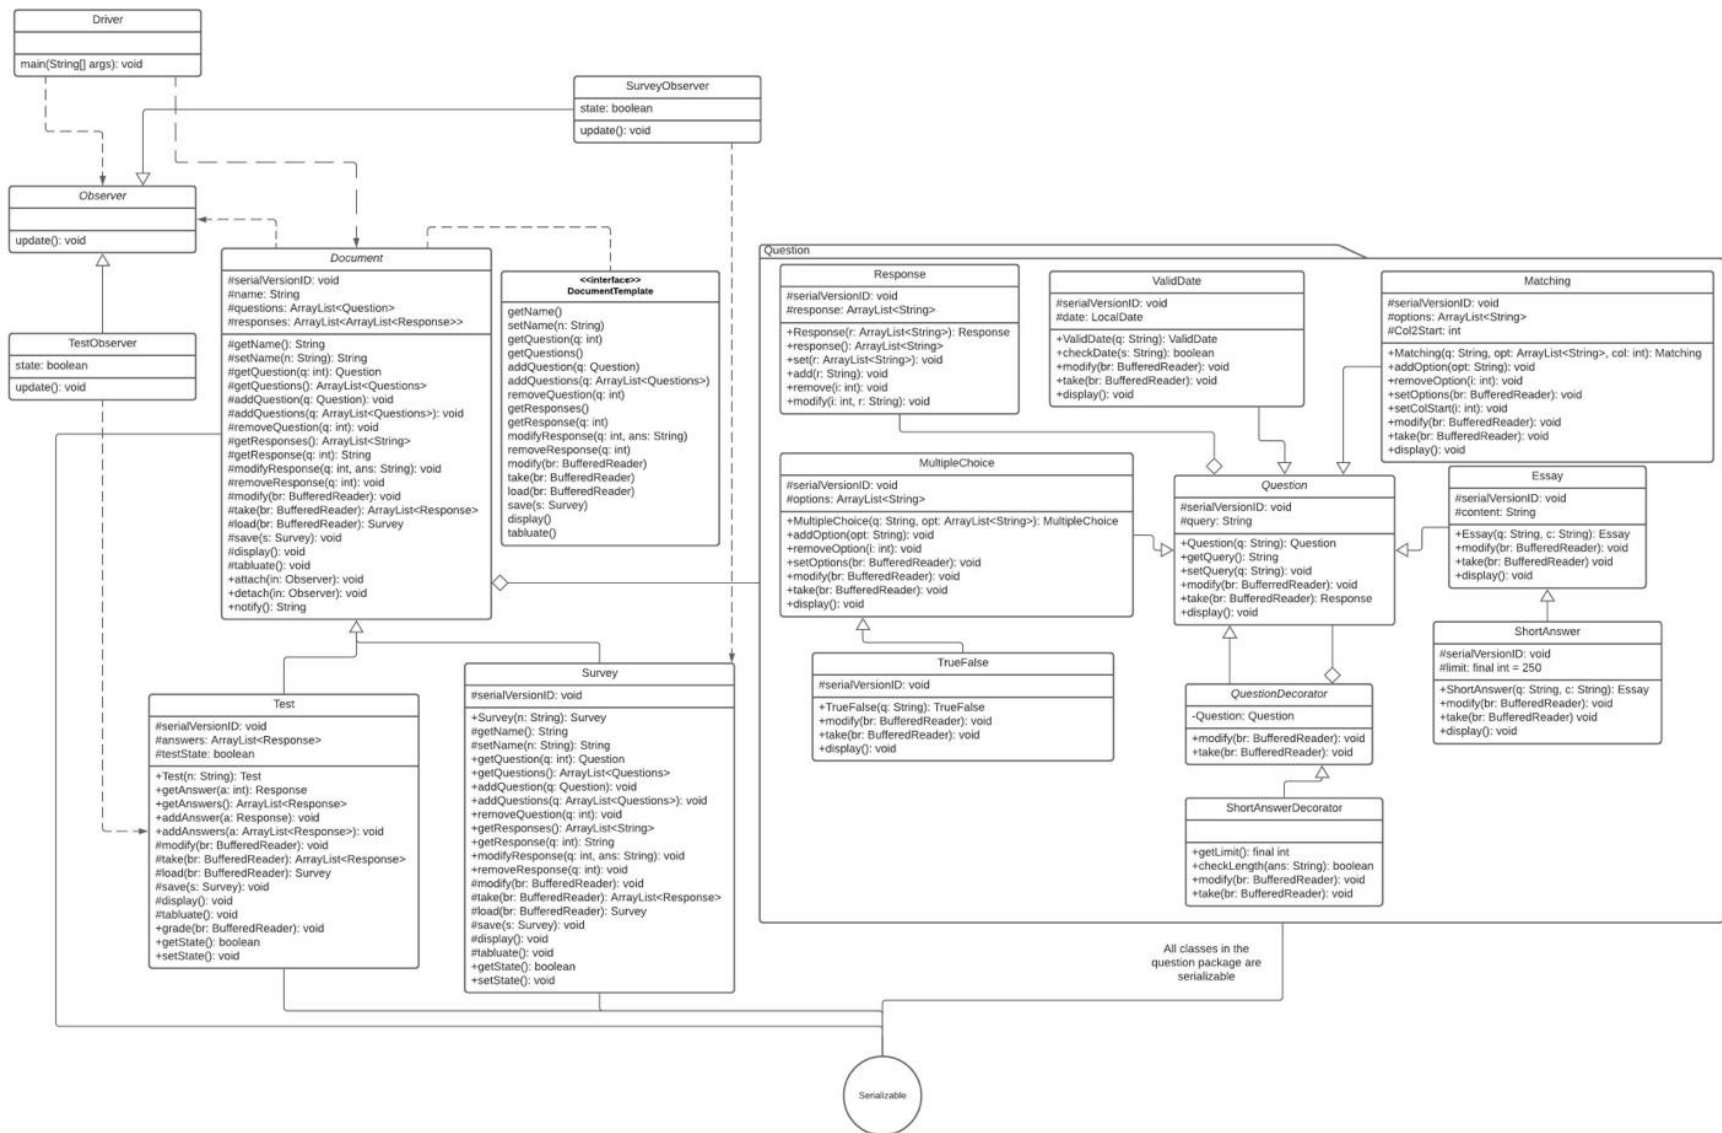 Driver
main(String[] args): void
SurveyObserver
state: boolean
update(): void
Observer
update(): void
TestObserver
state: boolean
update(): void
Document
#serialVersionID: void
#name: String
#questions: ArrayList<Question>
#responses: ArrayList<ArrayList<Response>>
#getName(): String
#setName(n: String): String
#getQuestion(q: int): Question
#getQuestions(): ArrayList<Questions>
#addQuestion(q: Question): void
#addQuestions(q: ArrayList<Questions>): void
#removeQuestion(q: int): void
#getResponses(): ArrayList<String>
#getResponse(q: int): String
#modifyResponse(q: int, ans: String): void
#removeResponse(q: int): void
#modify(br: BufferedReader): void
#take(br: BufferedReader): ArrayList<Response>
#load(br: BufferedReader): Survey
#save(s: Survey): void
#display(): void
#tabluate(): void
+attach(in: Observer): void
+detach(in: Observer): void
+notify(): String
<<interface>>
DocumentTemplate
getName()
setName(n: String)
getQuestion(q: int)
getQuestions()
addQuestion(q: Question)
addQuestions(q: ArrayList<Questions>)
removeQuestion(q: int)
getResponses()
getResponse(q: int)
modifyResponse(q: int, ans: String)
removeResponse(q: int)
modify(br: BufferedReader)
take(br: BufferedReader)
load(br: BufferedReader)
save(s: Survey)
display()
tabluate()
Test
#serialVersionID: void
#answers: ArrayList<Response>
#testState: boolean
+Test(n: String): Test
+getAnswer(a: int): Response
+getAnswers(): ArrayList<Response>
+addAnswer(a: Response): void
+addAnswers(a: ArrayList<Response>): void
#modify(br: BufferedReader): void
#take(br: BufferedReader): ArrayList<Response>
#load(br: BufferedReader): Survey
#save(s: Survey): void
#display(): void
#tabluate(): void
+grade(br: BufferedReader): void
+getState(): boolean
+setState(): void
Survey
#serialVersionID: void
+Survey(n: String): Survey
#getName(): String
#setName(n: String): String
+getQuestion(q: int): Question
+getQuestions(): ArrayList<Questions>
+addQuestion(q: Question): void
+addQuestions(q: ArrayList<Questions>): void
+removeQuestion(q: int): void
+getResponses(): ArrayList<String>
+getResponse(q: int): String
+modifyResponse(q: int, ans: String): void
+removeResponse(q: int): void
#modify(br: BufferedReader): void
#take(br: BufferedReader): ArrayList<Response>
#load(br: BufferedReader): Survey
#save(s: Survey): void
#display(): void
#tabluate(): void
+getState(): boolean
+setState(): void
Question
Response
#serialVersionID: void
#response: ArrayList<String>
+Response(r: ArrayList<String>): Response
+response(): ArrayList<String>
+set(r: ArrayList<String>): void
+add(r: String): void
+remove(i: int): void
+modify(i: int, r: String): void
ValidDate
#serialVersionID: void
#date: LocalDate
+ValidDate(q: String): ValidDate
+checkDate(s: String): boolean
+modify(br: BufferedReader): void
+take(br: BufferedReader): void
+display(): void
Matching
#serialVersionID: void
#options: ArrayList<String>
#Col2Start: int
+Matching(q: String, opt: ArrayList<String>, col: int): Matching
+addOption(opt: String): void
+removeOption(i: int): void
+setOptions(br: BufferedReader): void
+setColStart(i: int): void
+modify(br: BufferedReader): void
+take(br: BufferedReader): void
+display(): void
MultipleChoice
#serialVersionID: void
#options: ArrayList<String>
+MultipleChoice(q: String, opt: ArrayList<String>): MultipleChoice
+addOption(opt: String): void
+removeOption(i: int): void
+setOptions(br: BufferedReader): void
+modify(br: BufferedReader): void
+take(br: BufferedReader): void
+display(): void
Question
#serialVersionID: void
#query: String
+Question(q: String): Question
+getQuery(): String
+setQuery(q: String): void
+modify(br: BufferredReader): void
+take(br: BufferedReader): Response
+display(): void
Essay
#serialVersionID: void
#content: String
+Essay(q: String, c: String): Essay
+modify(br: BufferedReader): void
+take(br: BufferedReader) void
+display(): void
TrueFalse
#serialVersionID: void
+TrueFalse(q: String): TrueFalse
+modify(br: BufferedReader): void
+take(br: BufferedReader): void
+display(): void
ShortAnswer
#serialVersionID: void
#limit: final int = 250
+ShortAnswer(q: String, c: String): Essay
+modify(br: BufferedReader): void
+take(br: BufferedReader) void
+display(): void
QuestionDecorator
-Question: Question
+modify(br: BufferedReader): void
+take(br: BufferedReader): void
ShortAnswerDecorator
+getLimit(): final int
+checkLength(ans: String): boolean
+modify(br: BufferedReader): void
+take(br: BufferedReader): void
All classes in the
question package are
serializable
Serializable